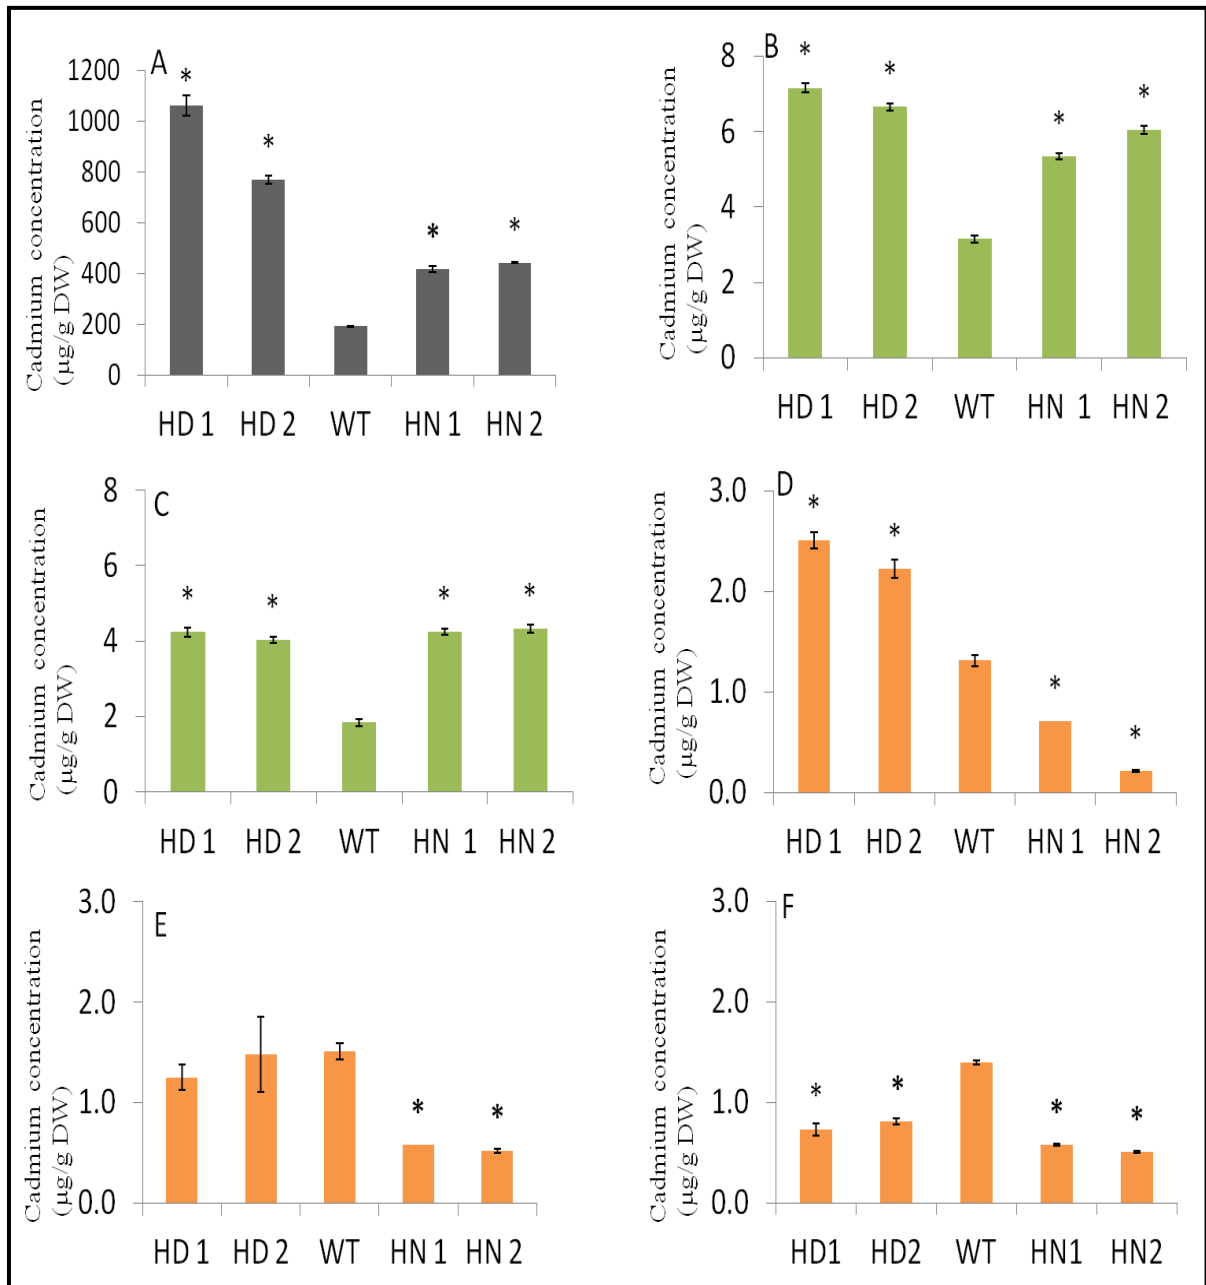 A
Cadmium concentration
(µg/g DW)
1200
1000
800
600
400
200
0
*
*
*
*
HD 1 HD 2 WT HN 1 HN 2
B
Cadmium concentration
(µg/g DW)
8
6
4
2
0
*
*
*
*
HD 1 HD 2 WT HN 1 HN 2
C
Cadmium concentration
(µg/g DW)
8
6
4
2
0
*
*
*
*
HD 1 HD 2 WT HN 1 HN 2
D
Cadmium concentration
(µg/g DW)
3.0
2.0
1.0
0.0
*
*
*
*
HD 1 HD 2 WT HN 1 HN 2
E
Cadmium concentration
(µg/g DW)
3.0
2.0
1.0
0.0
*
*
HD 1 HD 2 WT HN 1 HN 2
F
Cadmium concentration
(µg/g DW)
3.0
2.0
1.0
0.0
*
*
*
*
HD1 HD2 WT HN1 HN2